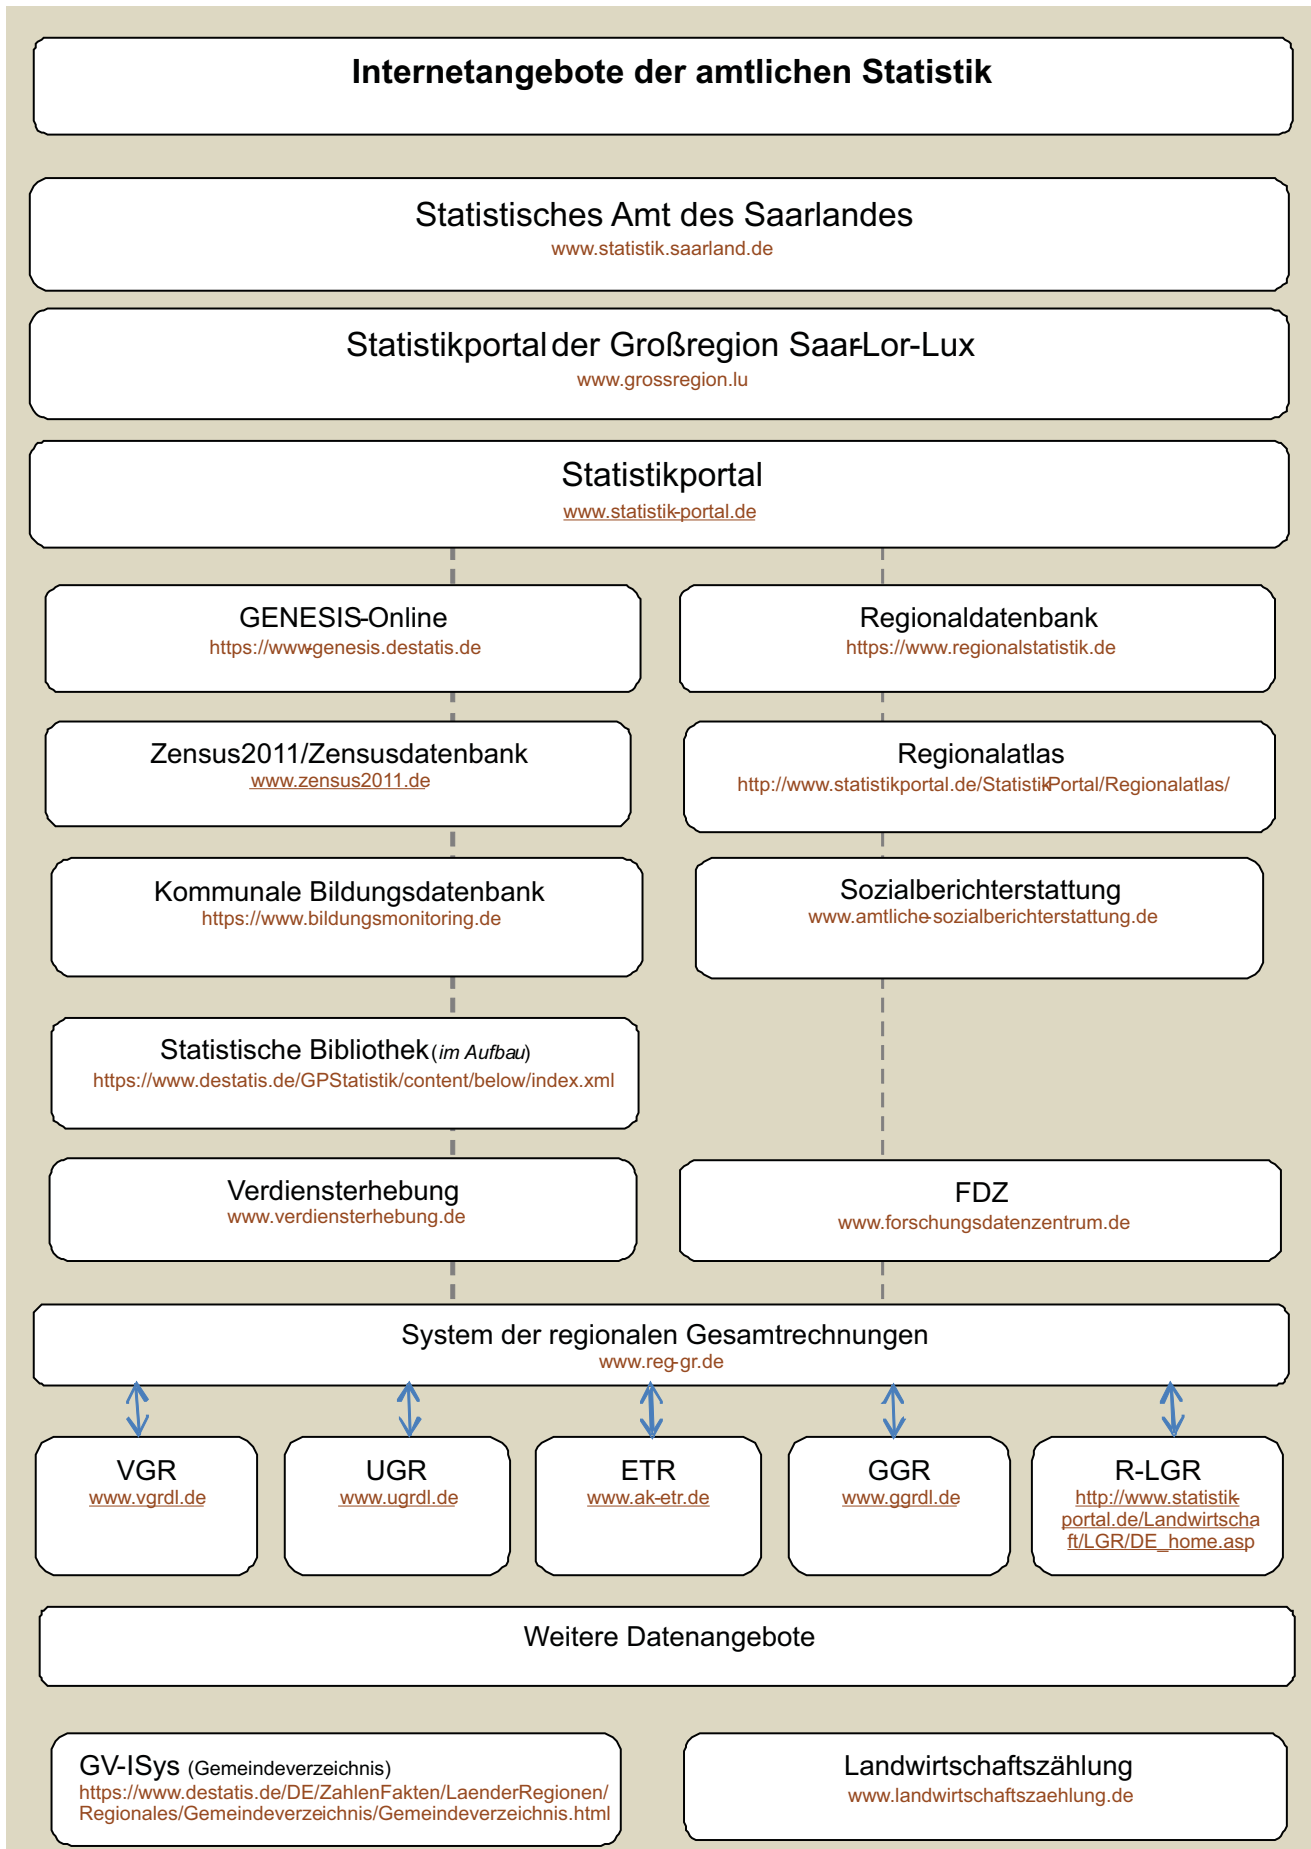 Internetangebote der amtlichen Statistik
Statistisches Amt des Saarlandes
www.statistik.saarland.de
Statistikportal der Großregion Saar-Lor-Lux
www.grossregion.lu
Statistikportal
www.statistik-portal.de
GENESIS-Online
https://www-genesis.destatis.de
Regionaldatenbank
https://www.regionalstatistik.de
Zensus2011/Zensusdatenbank
www.zensus2011.de
Regionalatlas
http://www.statistikportal.de/Statistik-Portal/Regionalatlas/
Kommunale Bildungsdatenbank
https://www.bildungsmonitoring.de
Sozialberichterstattung
www.amtliche-sozialberichterstattung.de
Statistische Bibliothek (im Aufbau)
https://www.destatis.de/GPStatistik/content/below/index.xml
Verdiensterhebung
www.verdiensterhebung.de
FDZ
www.forschungsdatenzentrum.de
System der regionalen Gesamtrechnungen
www.reg-gr.de
VGR
www.vgrdl.de
UGR
www.ugrdl.de
ETR
www.ak-etr.de
GGR
www.ggrdl.de
R-LGR
http://www.statistik-
portal.de/Landwirtscha
ft/LGR/DE_home.asp
Weitere Datenangebote
GV-ISys (Gemeindeverzeichnis)
https://www.destatis.de/DE/ZahlenFakten/LaenderRegionen/
Regionales/Gemeindeverzeichnis/Gemeindeverzeichnis.html
Landwirtschaftszählung
www.landwirtschaftszaehlung.de